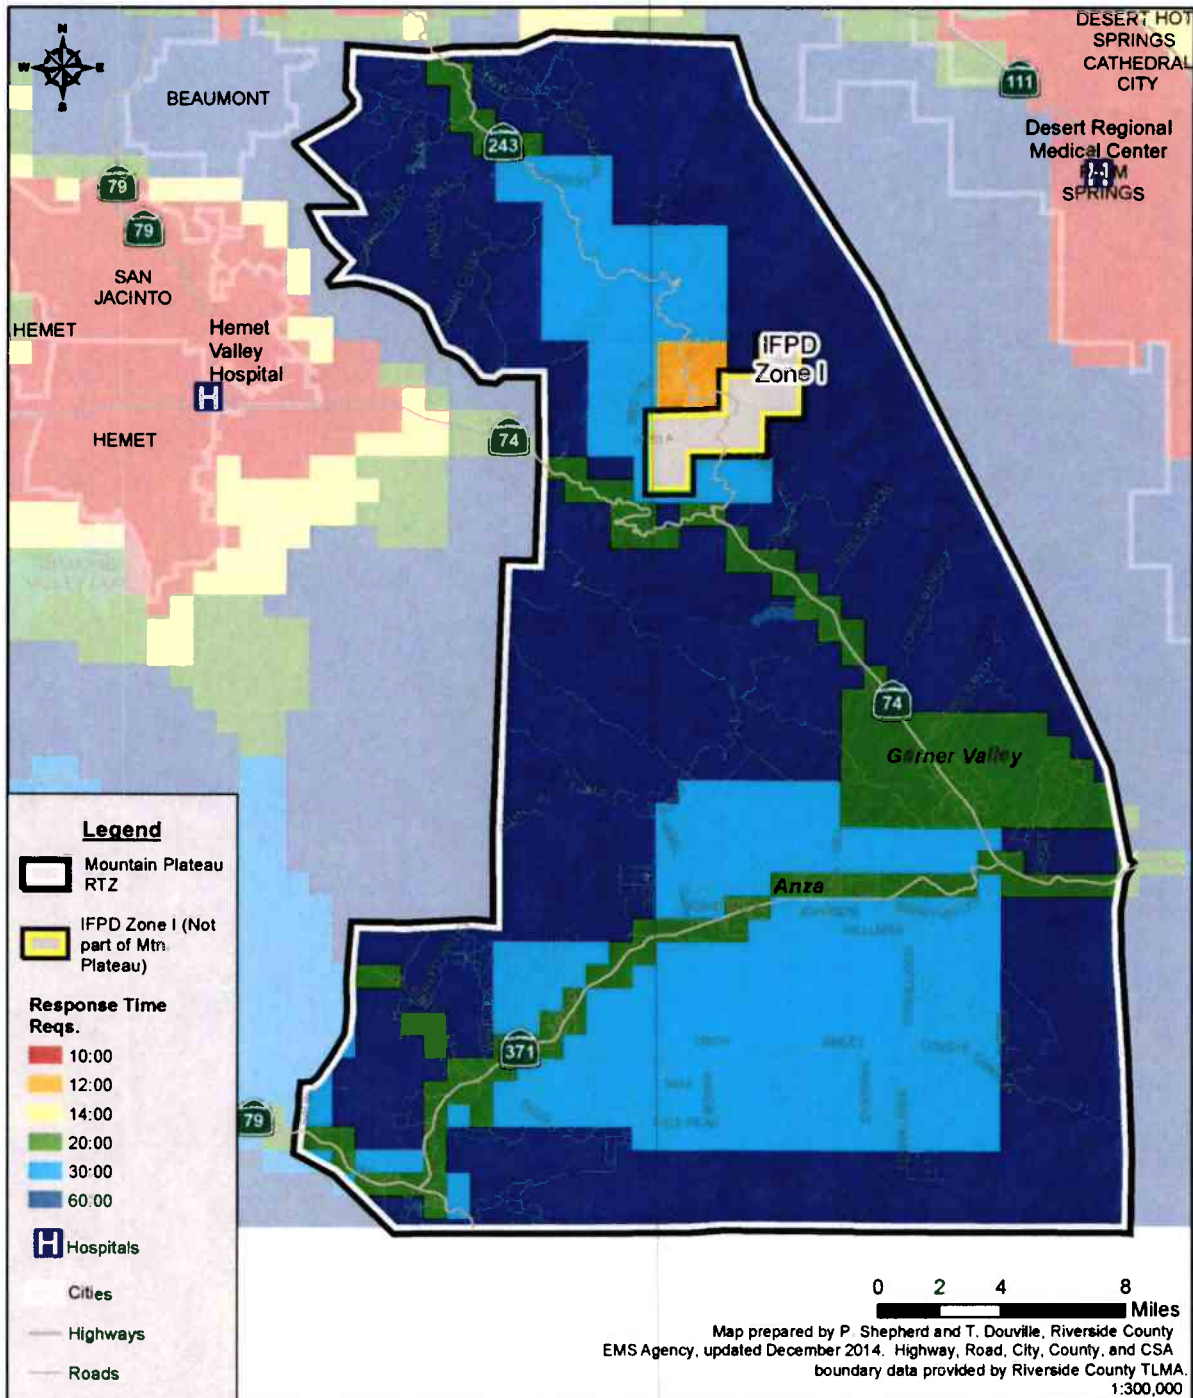 N
W
E
S
BEAUMONT
DESERT HOT
SPRINGS
CATHEDRAL
CITY
111
Desert Regional
Medical Center
H
SPRINGS
243
79
79
SAN
JACINTO
HEMET
Hemet
Valley
Hospital
H
HEMET
74
IFPD
Zone I
74
Garner Valley
Anza
371
79
Legend
Mountain Plateau
RTZ
IFPD Zone I (Not
part of Mtn
Plateau)
Response Time
Reqs.
10:00
12:00
14:00
20:00
30:00
60:00
H Hospitals
Cities
Highways
Roads
0 2 4 8
Miles
Map prepared by P. Shepherd and T. Douville, Riverside County
EMS Agency, updated December 2014. Highway, Road, City, County, and CSA
boundary data provided by Riverside County TLMA.
1:300,000